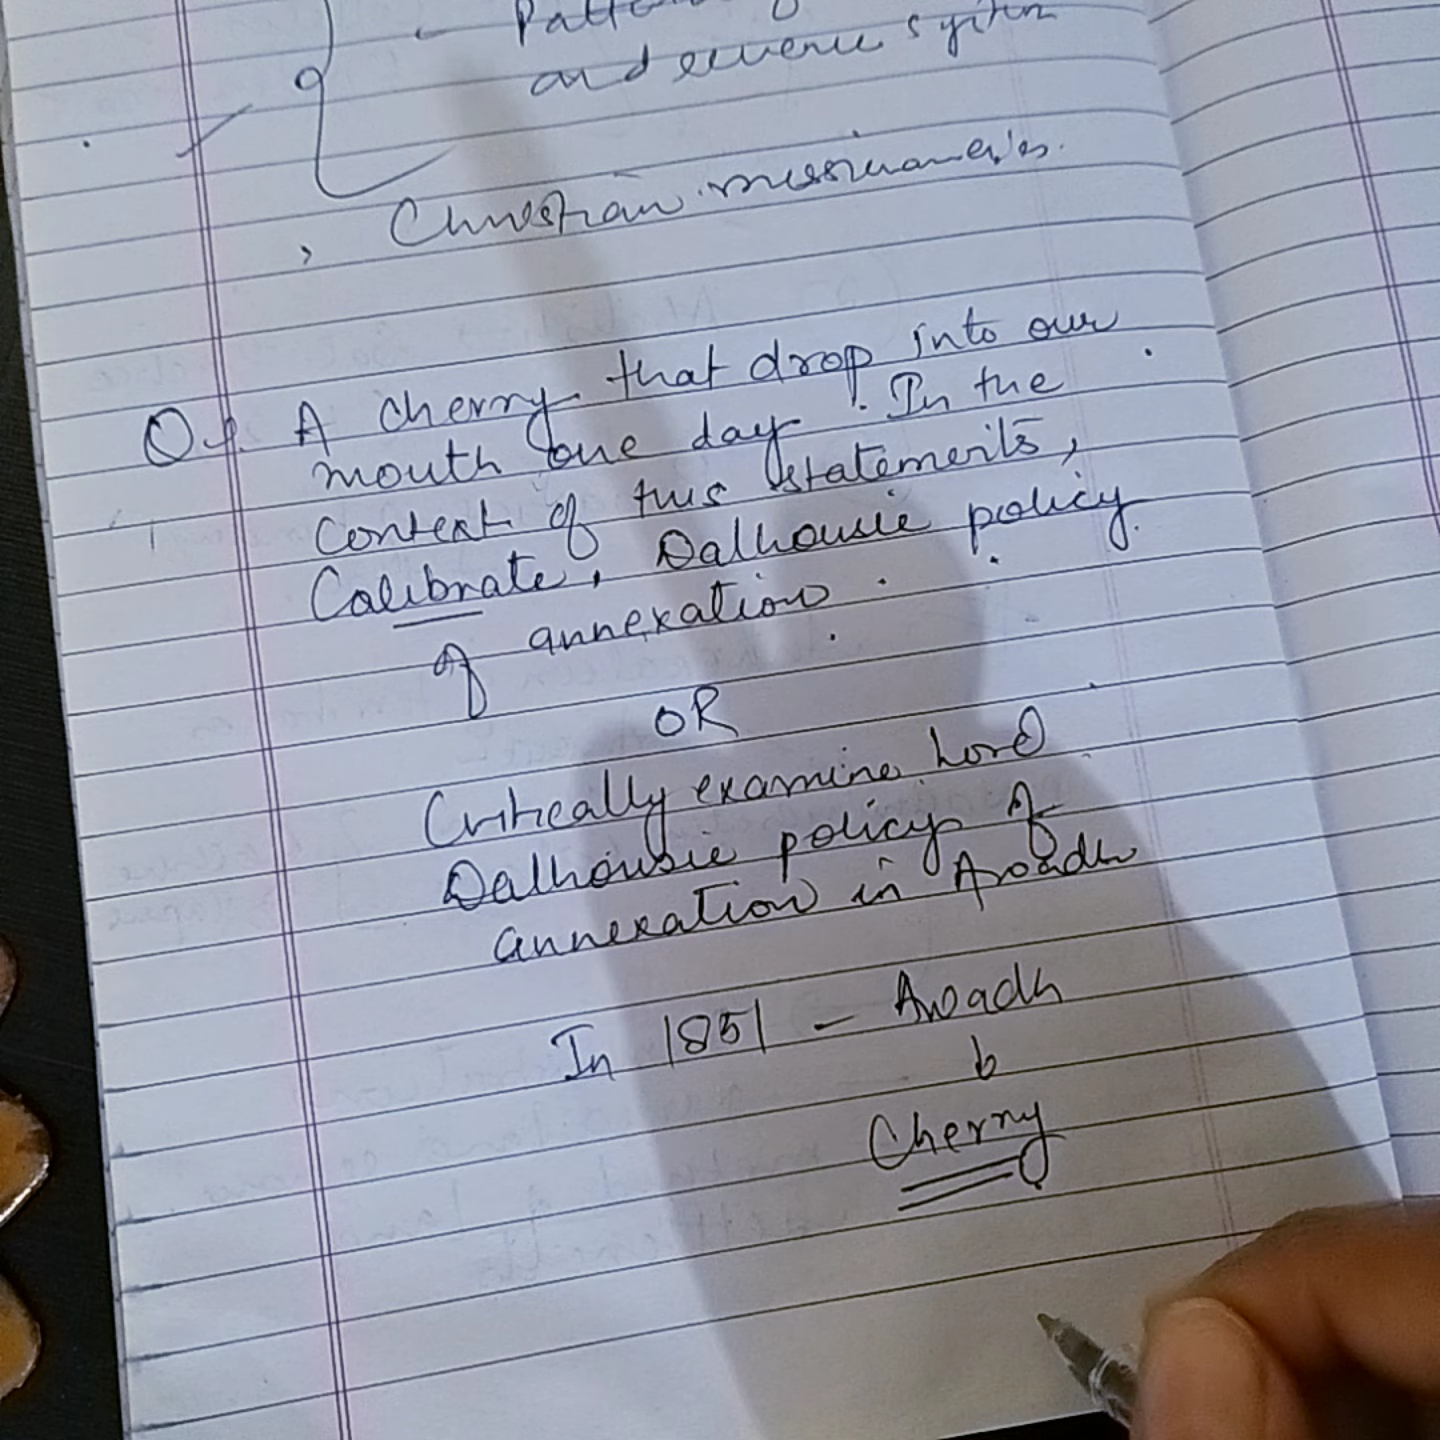 and revenue system
Christian missionaries.
Q. A cherry that drop into our
mouth one day. In the
context of this statements,
Calibrate, Dalhousie policy
of annexation.
OR
Critically examine Lord
Dalhousie policy of
annexation in Awadh
In 1851 - Awadh
Cherry